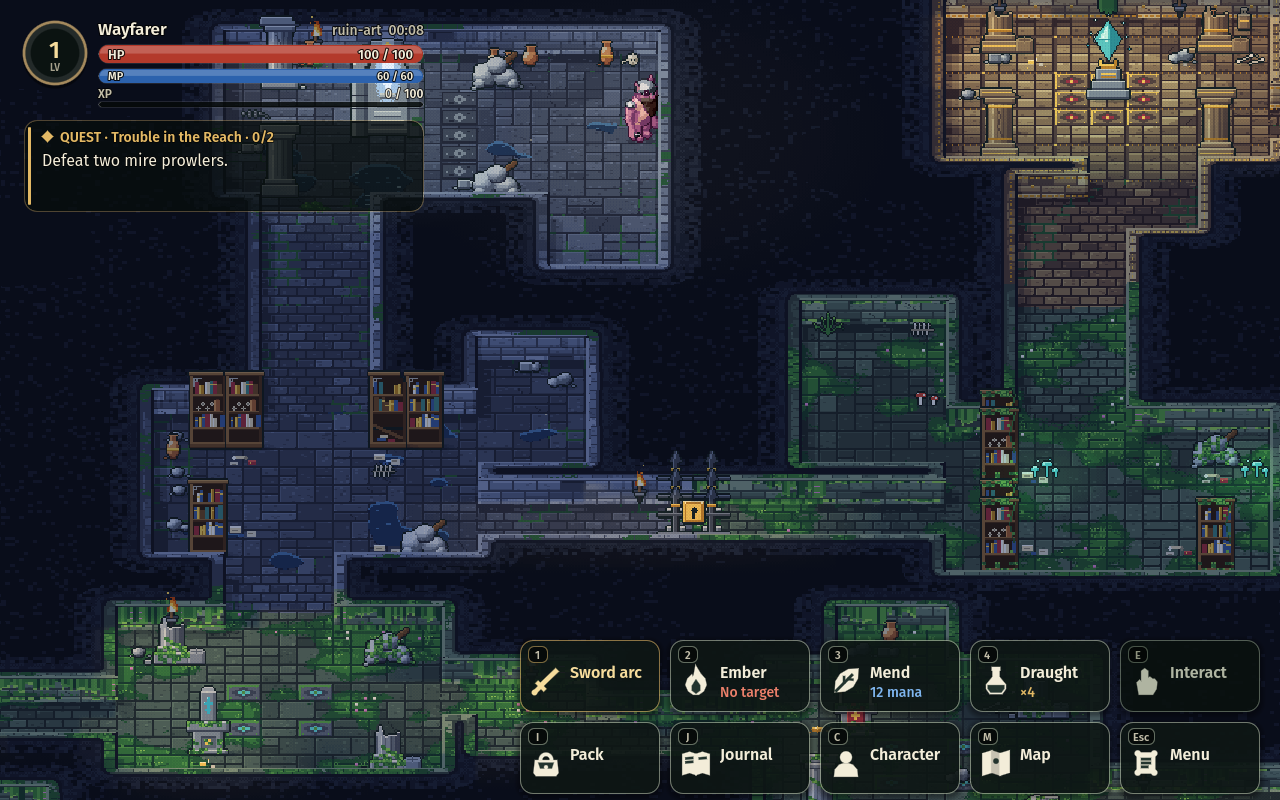 1
LV
Wayfarer
ruin-art 00:08
HP
100 / 100
MP
60 / 60
XP
0 / 100
QUEST · Trouble in the Reach · 0/2
Defeat two mire prowlers.
1
Sword arc
2
Ember
No target
3
Mend
12 mana
4
Draught
×4
E
Interact
I
Pack
J
Journal
C
Character
M
Map
Esc
Menu